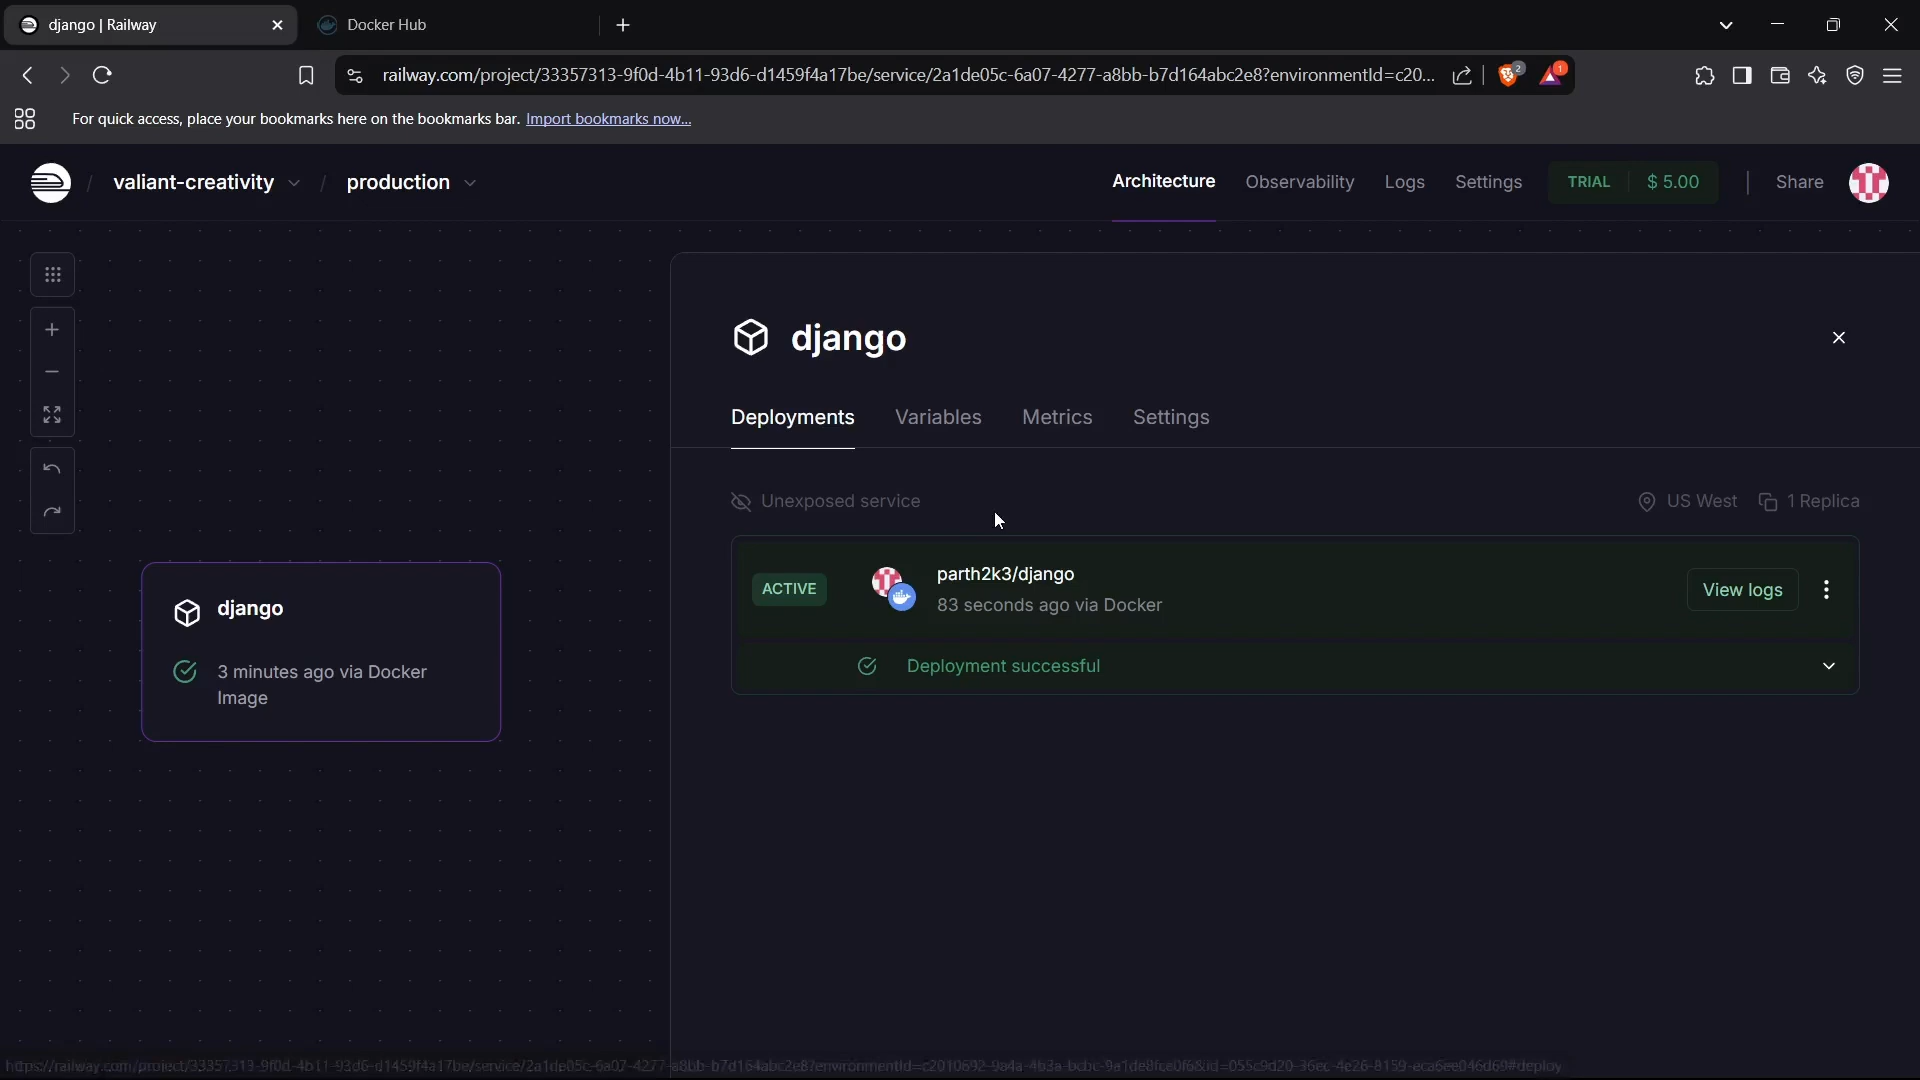 django | Railway
Docker Hub
railway.com/project/33357313-9f0d-4b11-93d6-d1459f4a17be/service/2a1de05c-6a07-4277-a8bb-b7d164abc2e8?environmentId=c20...
2
1
For quick access, place your bookmarks here on the bookmarks bar. Import bookmarks now...
/ valiant-creativity / production
Architecture Observability Logs Settings TRIAL $ 5.00 Share
django
Deployments Variables Metrics Settings
Unexposed service
US West 1 Replica
ACTIVE
parth2k3/django
83 seconds ago via Docker
View logs
Deployment successful
django
3 minutes ago via Docker
Image